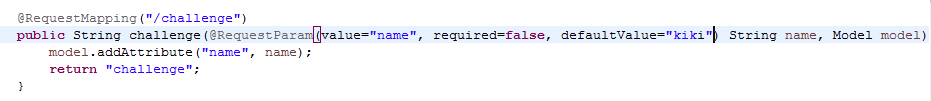 @RequestMapping("/challenge")
public String challenge(@RequestParam(value="name", required=false, defaultValue="kiki") String name, Model model)
model.addAttribute("name", name);
return "challenge";
}